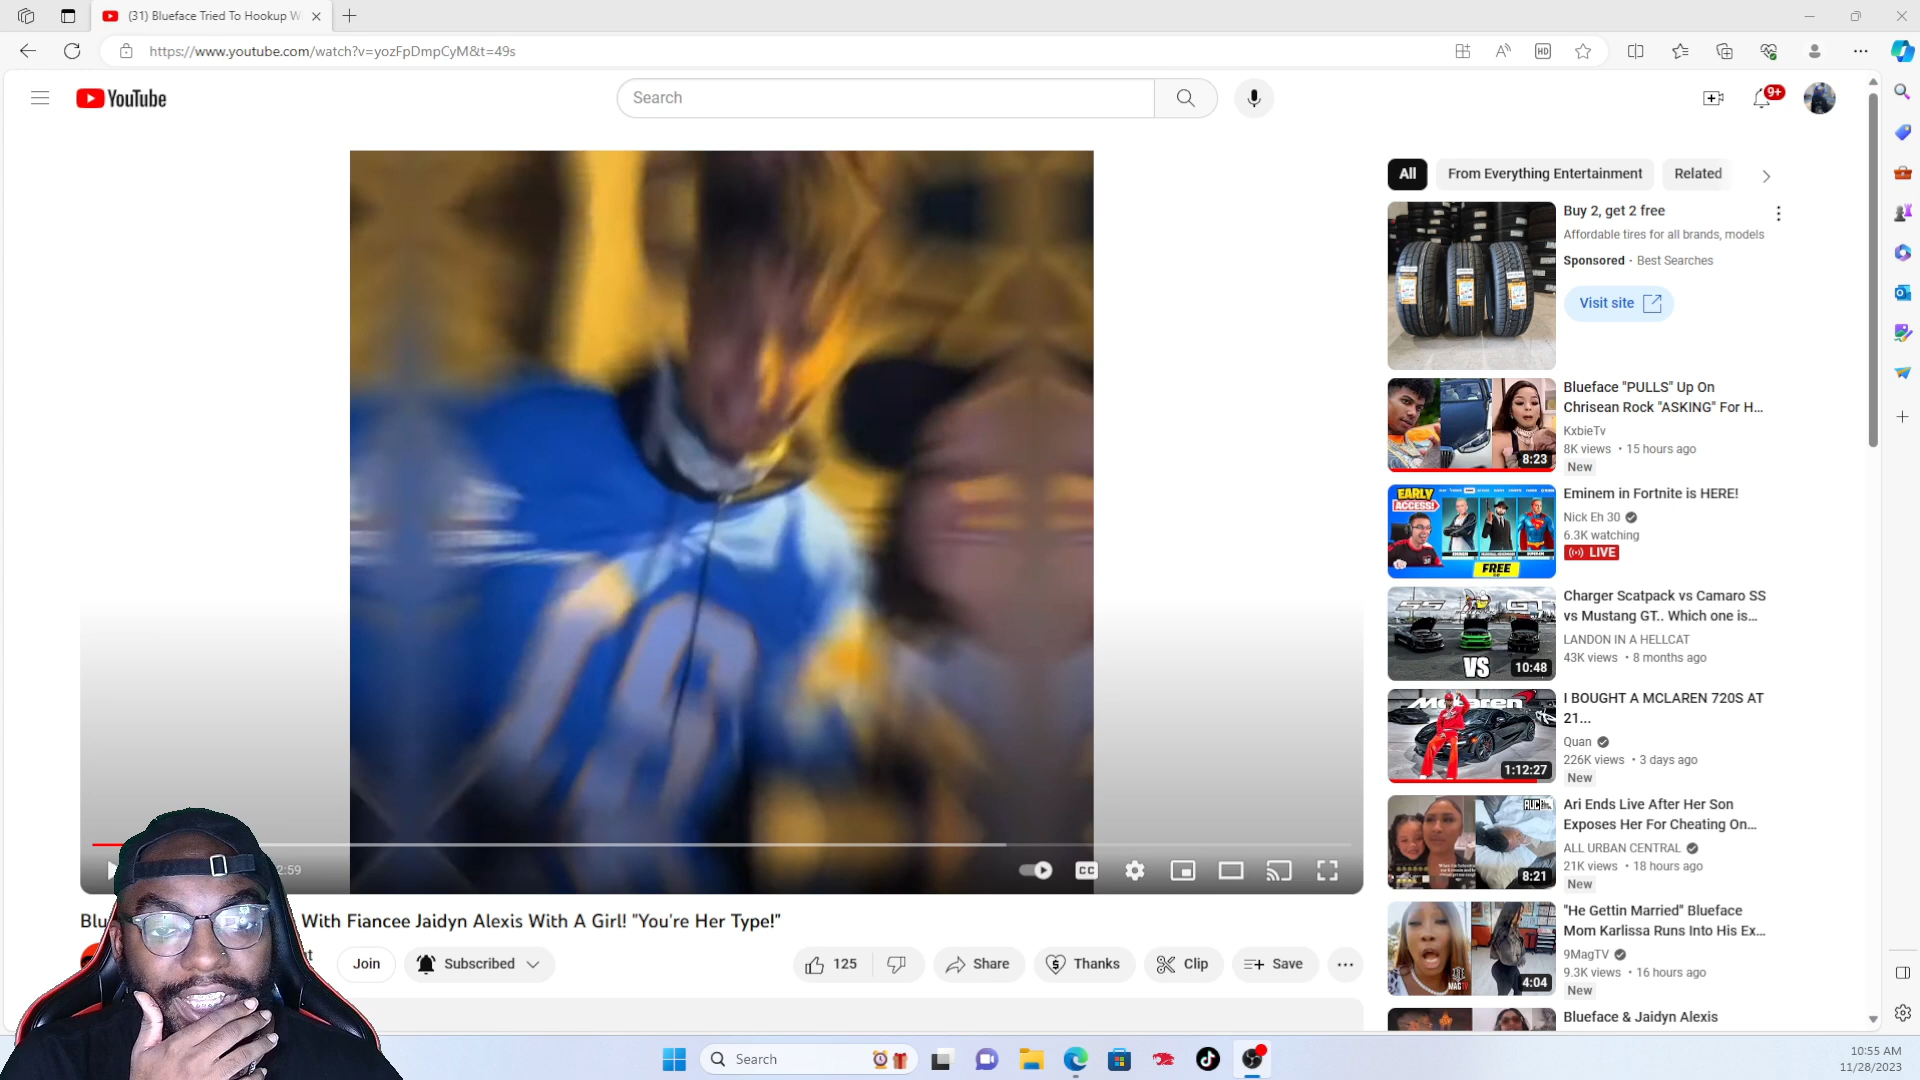 (31) Blueface Tried To Hookup W
https://www.youtube.com/watch?v=yozFpDmpCyM&t=49s
HD
YouTube
Search
9+
All
From Everything Entertainment
Related
Buy 2, get 2 free
Affordable tires for all brands, models
Sponsored · Best Searches
Visit site
Blueface "PULLS" Up On
Chrisean Rock "ASKING" For H...
KxbieTv
8K views • 15 hours ago
New
8:23
Eminem in Fortnite is HERE!
Nick Eh 30
6.3K watching
LIVE
EARLY
ACCESS!
FREE
Charger Scatpack vs Camaro SS
vs Mustang GT.. Which one is...
LANDON IN A HELLCAT
43K views • 8 months ago
SS
GT
VS
10:48
I BOUGHT A MCLAREN 720S AT
21...
Quan
226K views • 3 days ago
New
McLaren
1:12:27
Ari Ends Live After Her Son
Exposes Her For Cheating On...
ALL URBAN CENTRAL
21K views • 18 hours ago
New
8:21
"He Gettin Married" Blueface
Mom Karlissa Runs Into His Ex...
9MagTV
9.3K views • 16 hours ago
New
MAGTV
4:04
Blueface & Jaidyn Alexis
2:59
CC
Blu With Fiancee Jaidyn Alexis With A Girl! "You're Her Type!"
Join
Subscribed
125
Share
Thanks
Clip
Save
Search
10:55 AM
11/28/2023